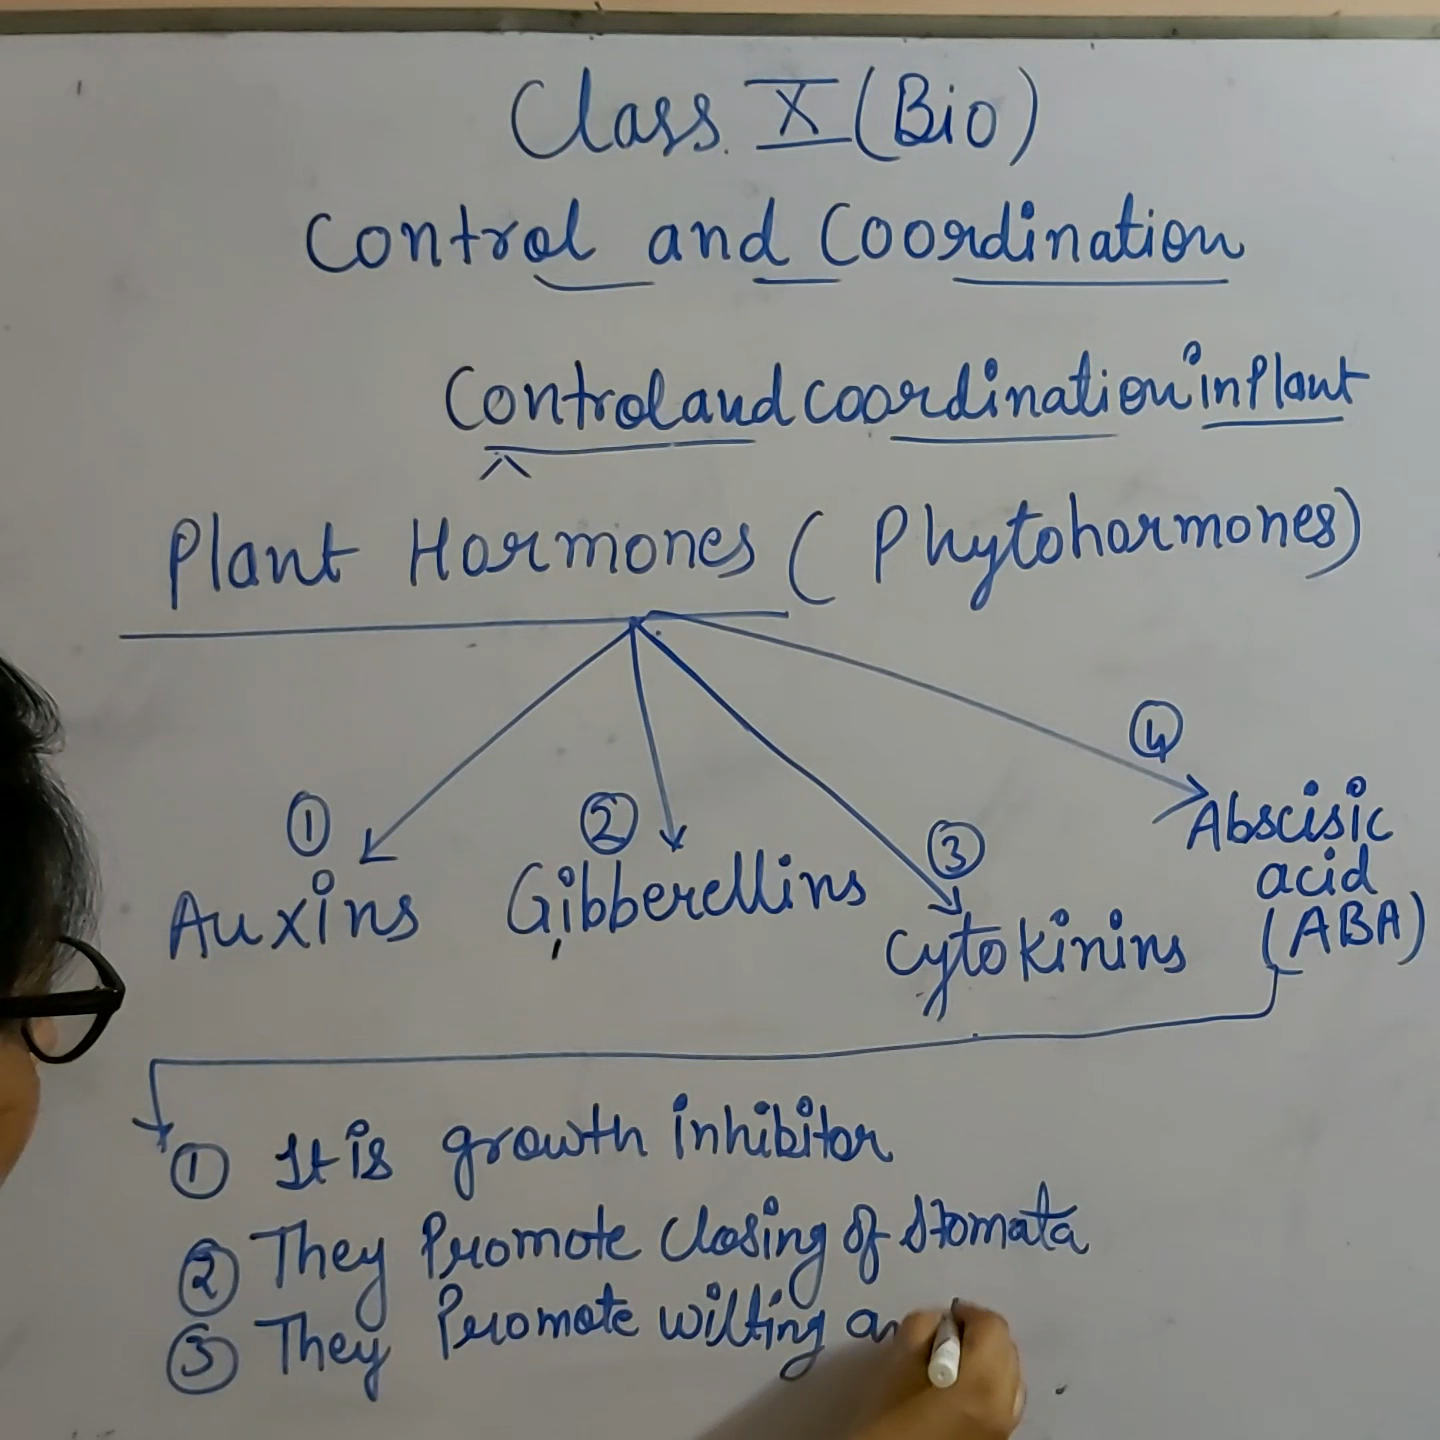 Class X (Bio)
Control and Coordination
Control and coordination in Plant
Plant Hormones (Phytohormones)
① ② ③ ④
Auxins Gibberellins Cytokinins Abscisic
acid
(ABA)
① It is growth inhibitor
② They Promote closing of stomata
③ They Promote wilting